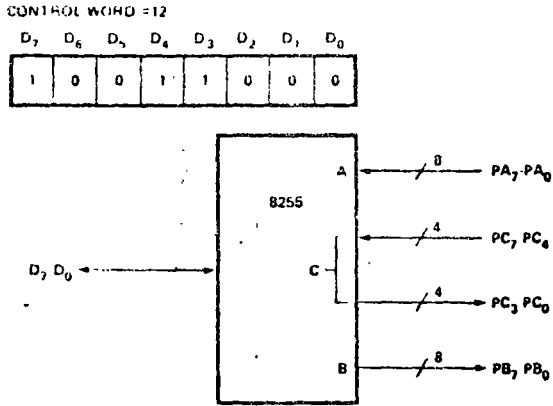 CONTROL WORD =12
D7 D6 D5 D4 D3 D2 D1 D0
1 0 0 1 1 0 0 0
A 8 PA7-PA0
8255
4 PC7 PC4
D7 D0 C
4 PC3 PC0
B 8 PB7 PB0